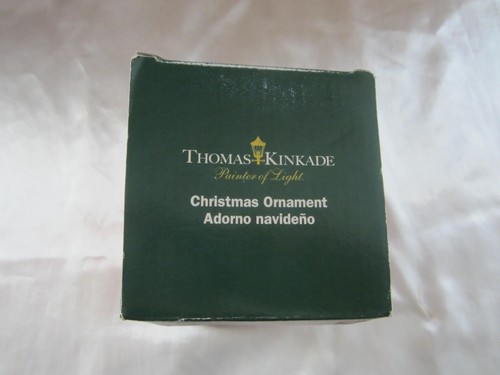 THOMAS KINKADE
Painter of Light
Christmas Ornament
Adorno navideño